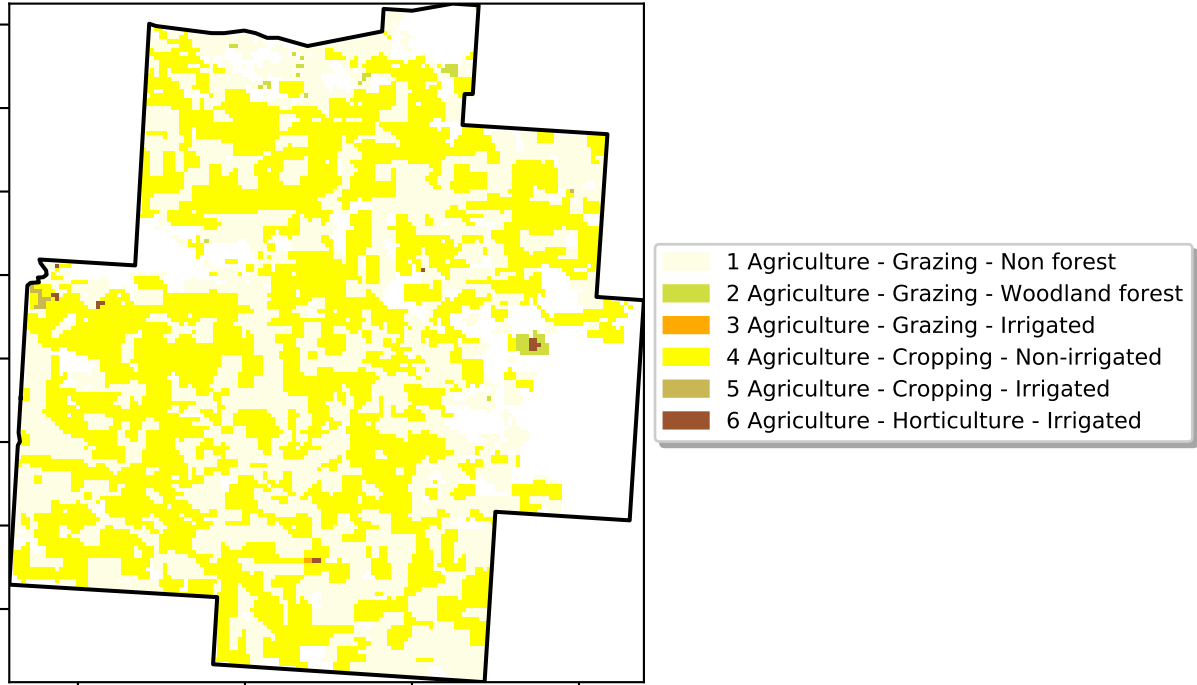 1 Agriculture - Grazing - Non forest
2 Agriculture - Grazing - Woodland forest
3 Agriculture - Grazing - Irrigated
4 Agriculture - Cropping - Non-irrigated
5 Agriculture - Cropping - Irrigated
6 Agriculture - Horticulture - Irrigated